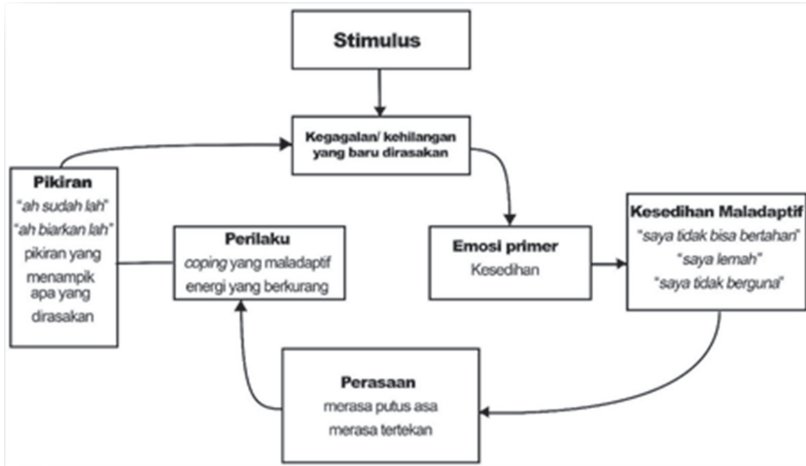 Stimulus
Kegagalan/ kehilangan
yang baru dirasakan
Pikiran
“ah sudah lah”
“ah biarkan lah”
pikiran yang
menampik
apa yang
dirasakan
Perilaku
coping yang maladaptif
energi yang berkurang
Emosi primer
Kesedihan
Kesedihan Maladaptif
“saya tidak bisa bertahan”
“saya lemah”
“saya tidak berguna”
Perasaan
merasa putus asa
merasa tertekan